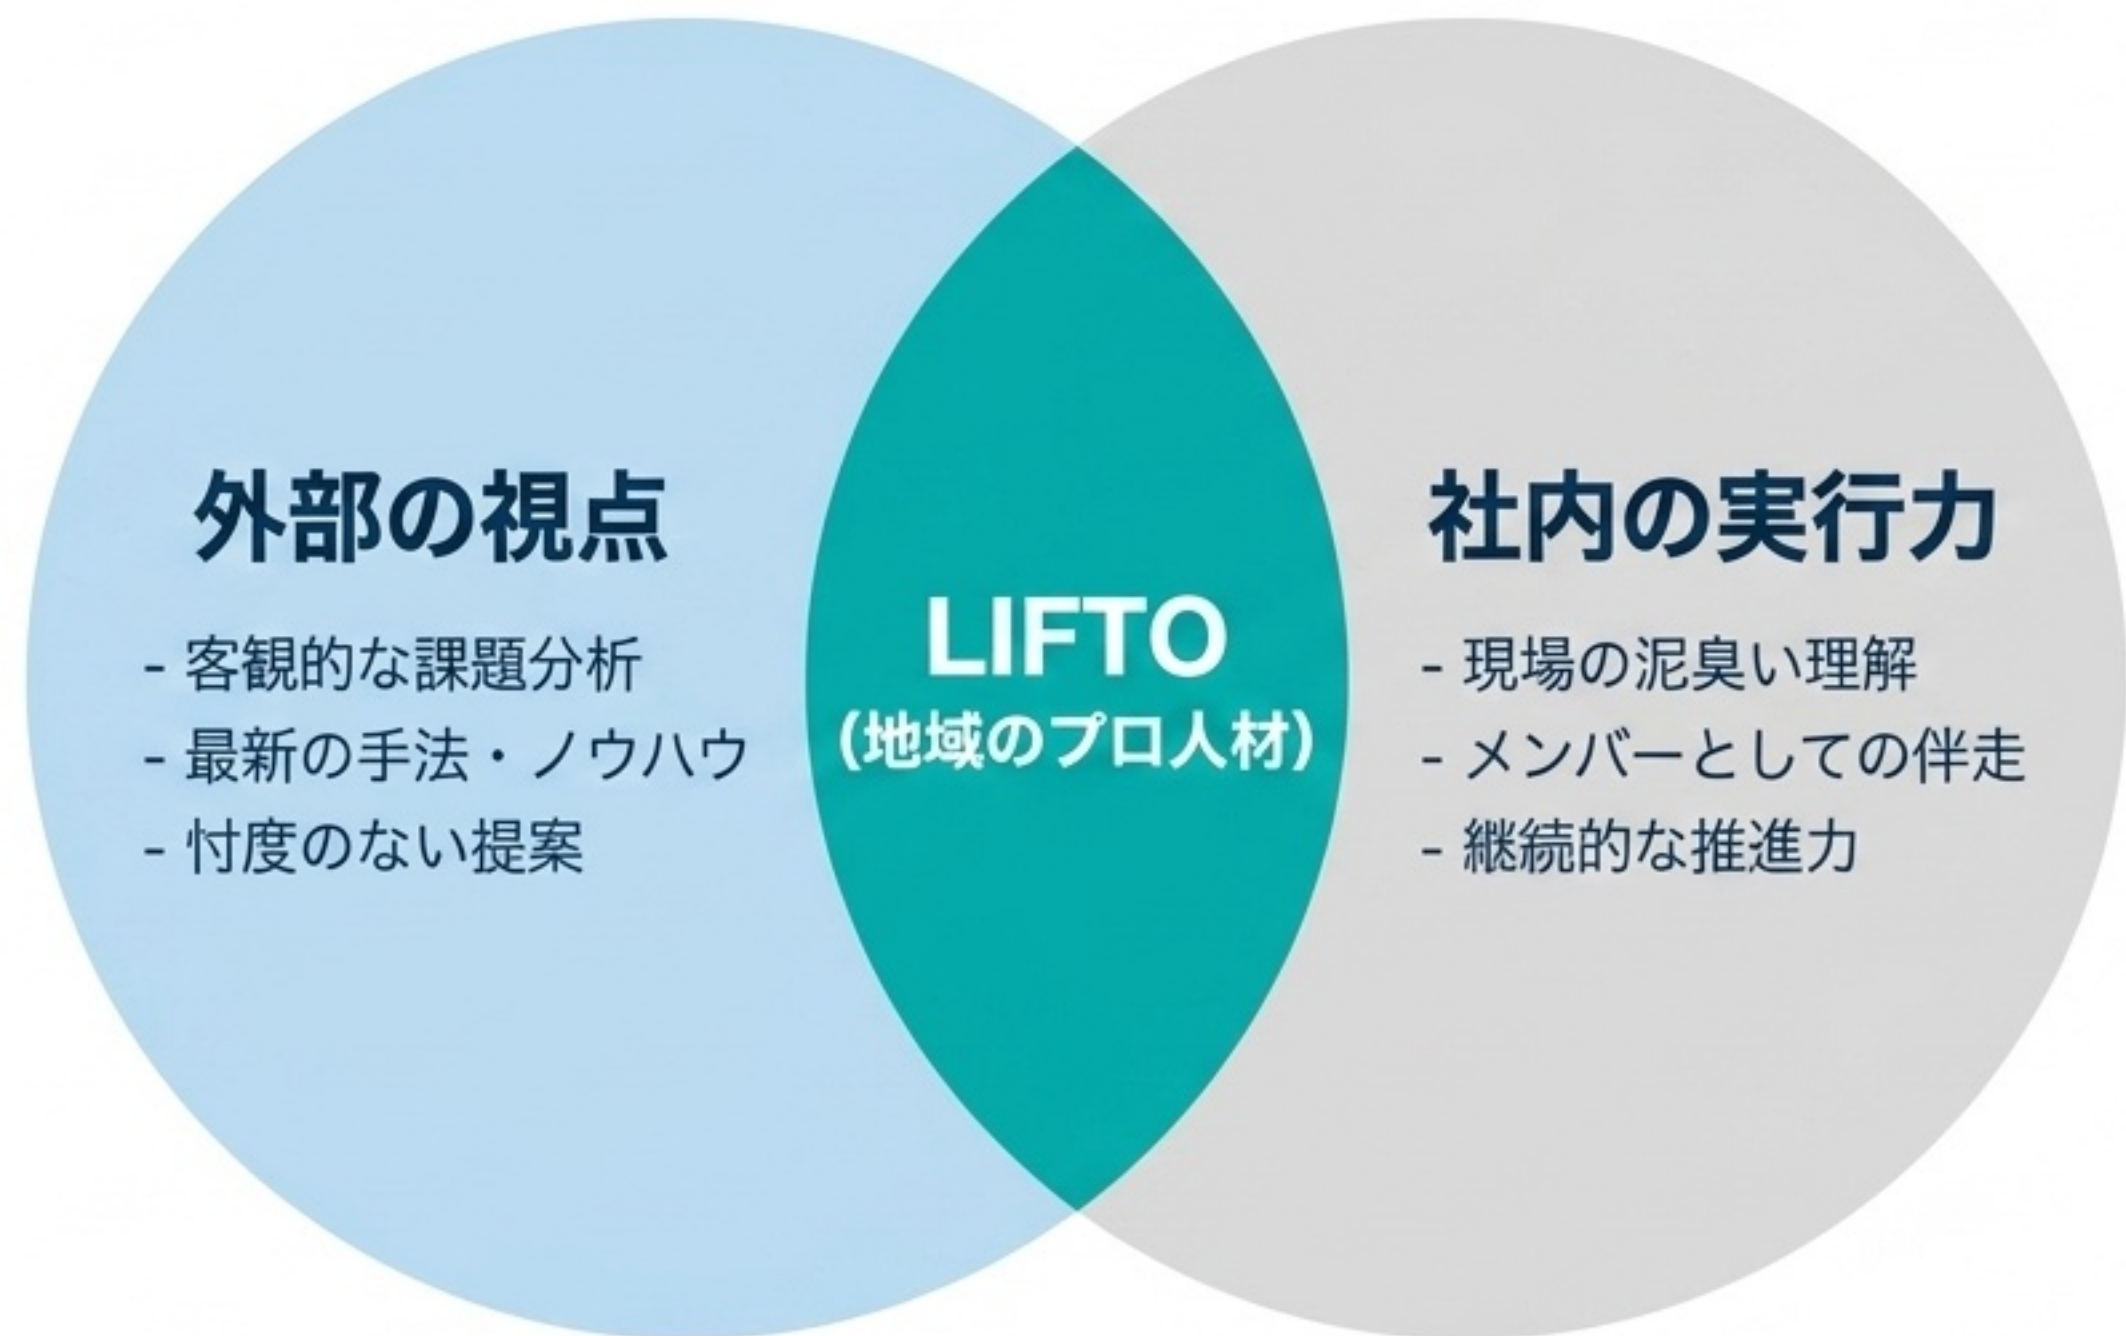 外部の視点
- 客観的な課題分析
- 最新の手法・ノウハウ
- 忖度のない提案
LIFTO
(地域のプロ人材)
社内の実行力
- 現場の泥臭い理解
- メンバーとしての伴走
- 継続的な推進力